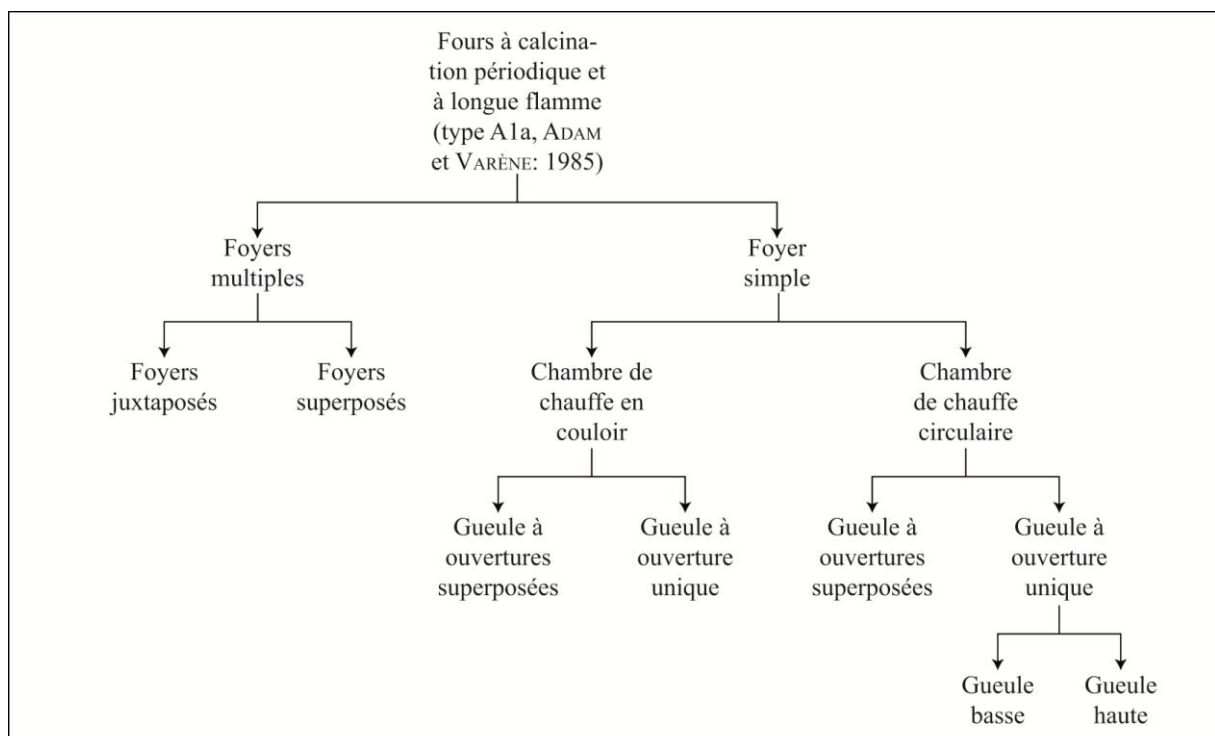 Fours à calcina-
tion périodique et
à longue flamme
(type A1a, ADAM
et VARÈNE: 1985)
Foyers
multiples
Foyer
simple
Foyers
juxtaposés
Foyers
superposés
Chambre de
chauffe en
couloir
Chambre
de chauffe
circulaire
Gueule à
ouvertures
superposées
Gueule à
ouverture
unique
Gueule à
ouvertures
superposées
Gueule à
ouverture
unique
Gueule
basse
Gueule
haute